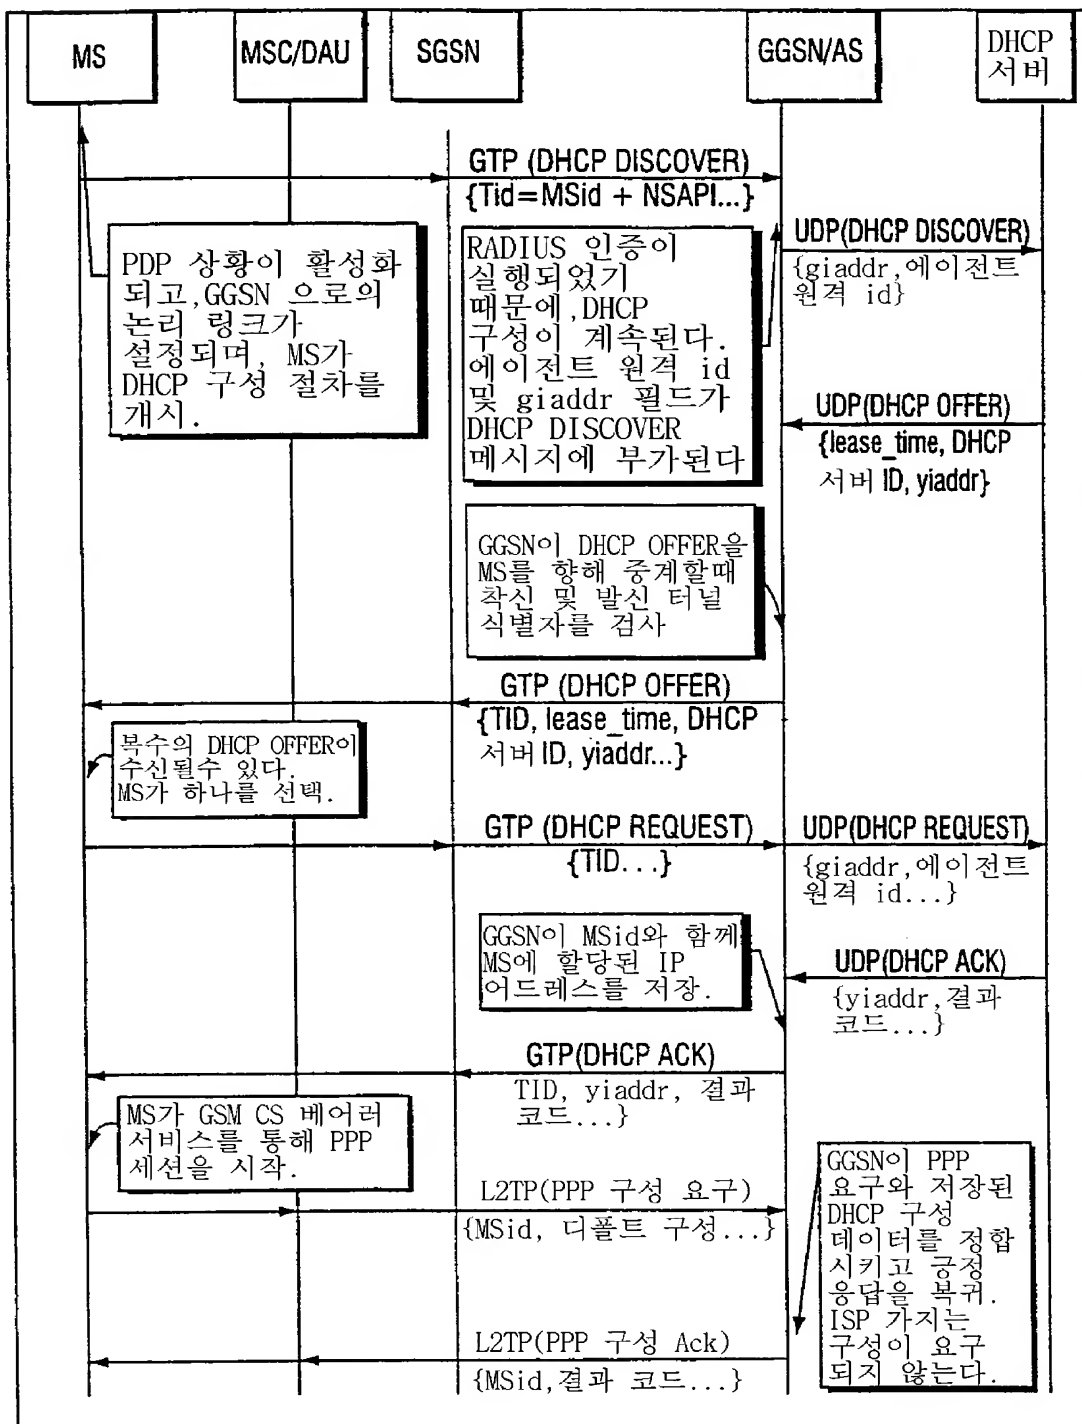 MS
MSC/DAU
SGSN
GGSN/AS
DHCP
서버
GTP (DHCP DISCOVER)
{Tid=MSid + NSAPI...}
UDP(DHCP DISCOVER)
{giaddr,에이전트
원격 id}
PDP 상황이 활성화
되고,GGSN 으로의
논리 링크가
설정되며, MS가
DHCP 구성 절차를
개시.
RADIUS 인증이
실행되었기
때문에,DHCP
구성이 계속된다.
에이전트 원격 id
및 giaddr 필드가
DHCP DISCOVER
메시지에 부가된다
UDP(DHCP OFFER)
{lease_time, DHCP
서버 ID, yiaddr}
GGSN이 DHCP OFFER을
MS를 향해 중계할때
착신 및 발신 터널
식별자를 검사
GTP (DHCP OFFER)
{TID, lease_time, DHCP
서버 ID, yiaddr...}
복수의 DHCP OFFER이
수신될수 있다.
MS가 하나를 선택.
GTP (DHCP REQUEST)
{TID...}
UDP(DHCP REQUEST)
{giaddr,에이전트
원격 id...}
GGSN이 MSid와 함께
MS에 할당된 IP
어드레스를 저장.
UDP(DHCP ACK)
{yiaddr,결과
코드...}
GTP(DHCP ACK)
TID, yiaddr, 결과
코드...}
MS가 GSM CS 베어러
서비스를 통해 PPP
세션을 시작.
L2TP(PPP 구성 요구)
{MSid, 디폴트 구성...}
GGSN이 PPP
요구와 저장된
DHCP 구성
데이터를 정합
시키고 긍정
응답을 복귀.
ISP 가지는
구성이 요구
되지 않는다.
L2TP(PPP 구성 Ack)
{MSid,결과 코드...}